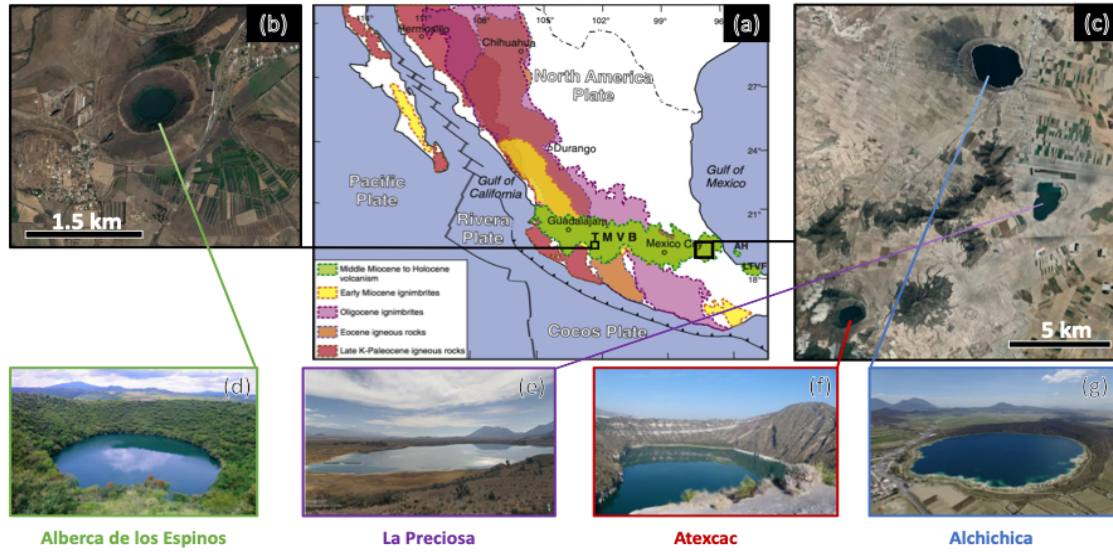 (b)
(a)
(c)
114°
111°
108°
105°
102°
99°
Hermosillo
Chihuahua
North America
Plate
27°
Durango
24°
Pacific
Plate
Gulf of
California
Gulf of
Mexico
Rivera
Plate
21°
Guadalajara
T M V B
Mexico City
AH
LTVF
18°
Middle Miocene to Holocene
volcanism
Early Miocene ignimbrites
Oligocene ignimbrites
Eocene igneous rocks
Late K-Paleocene igneous rocks
Cocos Plate
1.5 km
5 km
(d)
(e)
(f)
(g)
Alberca de los Espinos
La Preciosa
Atexcac
Alchichica